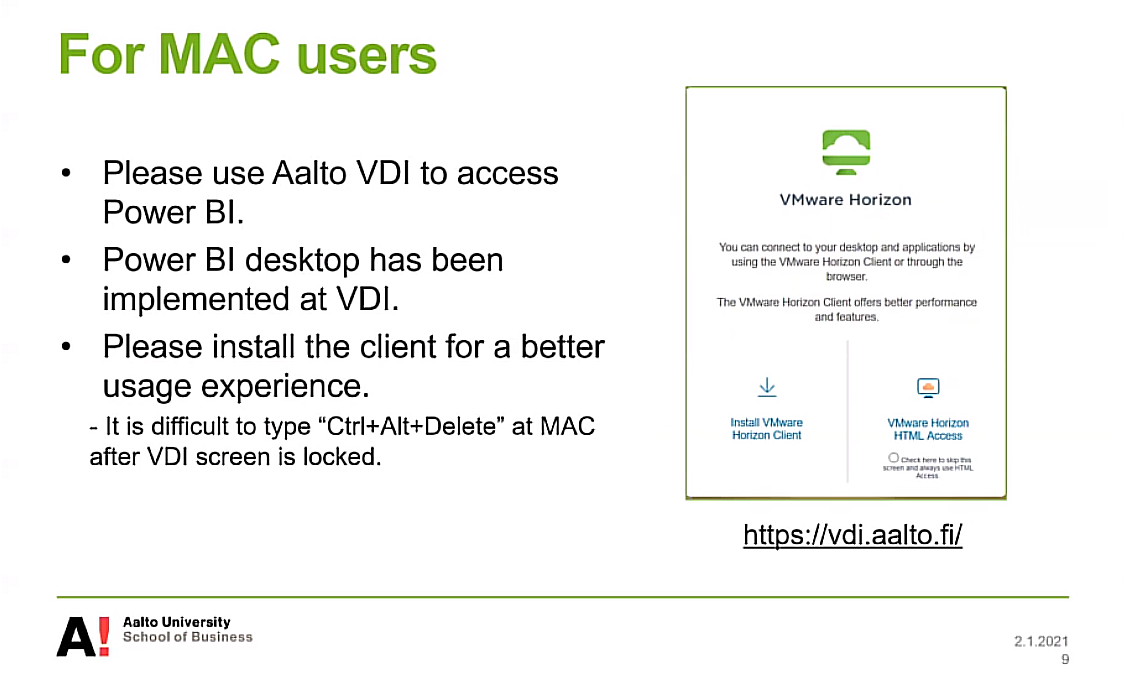 For MAC users
• Please use Aalto VDI to access
Power BI.
• Power BI desktop has been
implemented at VDI.
• Please install the client for a better
usage experience.
- It is difficult to type “Ctrl+Alt+Delete” at MAC
after VDI screen is locked.
VMware Horizon
You can connect to your desktop and applications by
using the VMware Horizon Client or through the
browser.
The VMware Horizon Client offers better performance
and features.
Install VMware
Horizon Client
VMware Horizon
HTML Access
Check here to skip this
screen and always use HTML
Access
https://vdi.aalto.fi/
A!
Aalto University
School of Business
2.1.2021
9